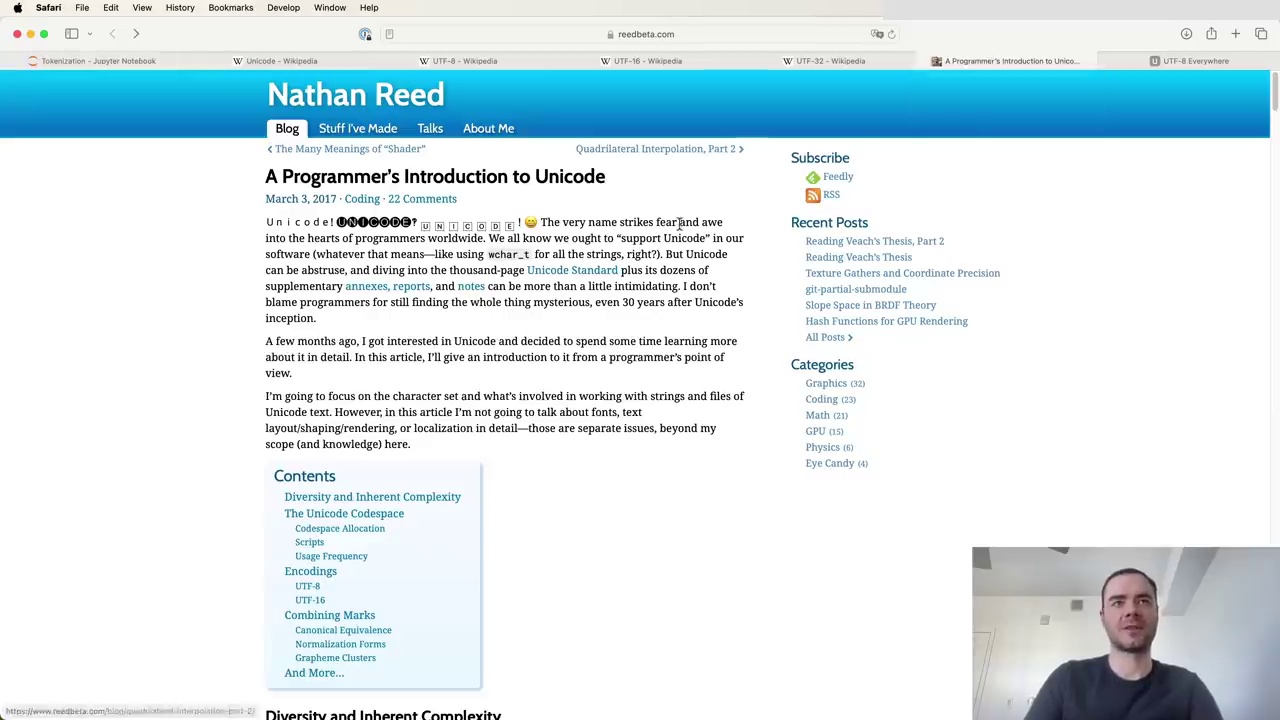 Safari File Edit View History Bookmarks Develop Window Help
reedbeta.com
Tokenization - Jupyter Notebook
Unicode - Wikipedia
UTF-8 - Wikipedia
UTF-16 - Wikipedia
UTF-32 - Wikipedia
A Programmer's Introduction to Unico...
UTF-8 Everywhere
Nathan Reed
Blog Stuff I've Made Talks About Me
The Many Meanings of “Shader”
Quadrilateral Interpolation, Part 2
A Programmer's Introduction to Unicode
March 3, 2017 · Coding · 22 Comments
Ｕｎｉｃｏｄｅ! 🅤🅝🅘🅒🅞🅓🅔‽ 🇺‌🇳‌🇮‌🇨‌🇴‌🇩‌🇪! 😄 The very name strikes fear and awe
into the hearts of programmers worldwide. We all know we ought to “support Unicode” in our
software (whatever that means—like using wchar_t for all the strings, right?). But Unicode
can be abstruse, and diving into the thousand-page Unicode Standard plus its dozens of
supplementary annexes, reports, and notes can be more than a little intimidating. I don’t
blame programmers for still finding the whole thing mysterious, even 30 years after Unicode’s
inception.
A few months ago, I got interested in Unicode and decided to spend some time learning more
about it in detail. In this article, I’ll give an introduction to it from a programmer’s point of
view.
I’m going to focus on the character set and what’s involved in working with strings and files of
Unicode text. However, in this article I’m not going to talk about fonts, text
layout/shaping/rendering, or localization in detail—those are separate issues, beyond my
scope (and knowledge) here.
Contents
Diversity and Inherent Complexity
The Unicode Codespace
Codespace Allocation
Scripts
Usage Frequency
Encodings
UTF-8
UTF-16
Combining Marks
Canonical Equivalence
Normalization Forms
Grapheme Clusters
And More…
Diversity and Inherent Complexity
Subscribe
Feedly
RSS
Recent Posts
Reading Veach’s Thesis, Part 2
Reading Veach’s Thesis
Texture Gathers and Coordinate Precision
git-partial-submodule
Slope Space in BRDF Theory
Hash Functions for GPU Rendering
All Posts
Categories
Graphics (32)
Coding (23)
Math (21)
GPU (15)
Physics (6)
Eye Candy (4)
https://www.reedbeta.com/blog/quadrilateral-interpolation-part-2/